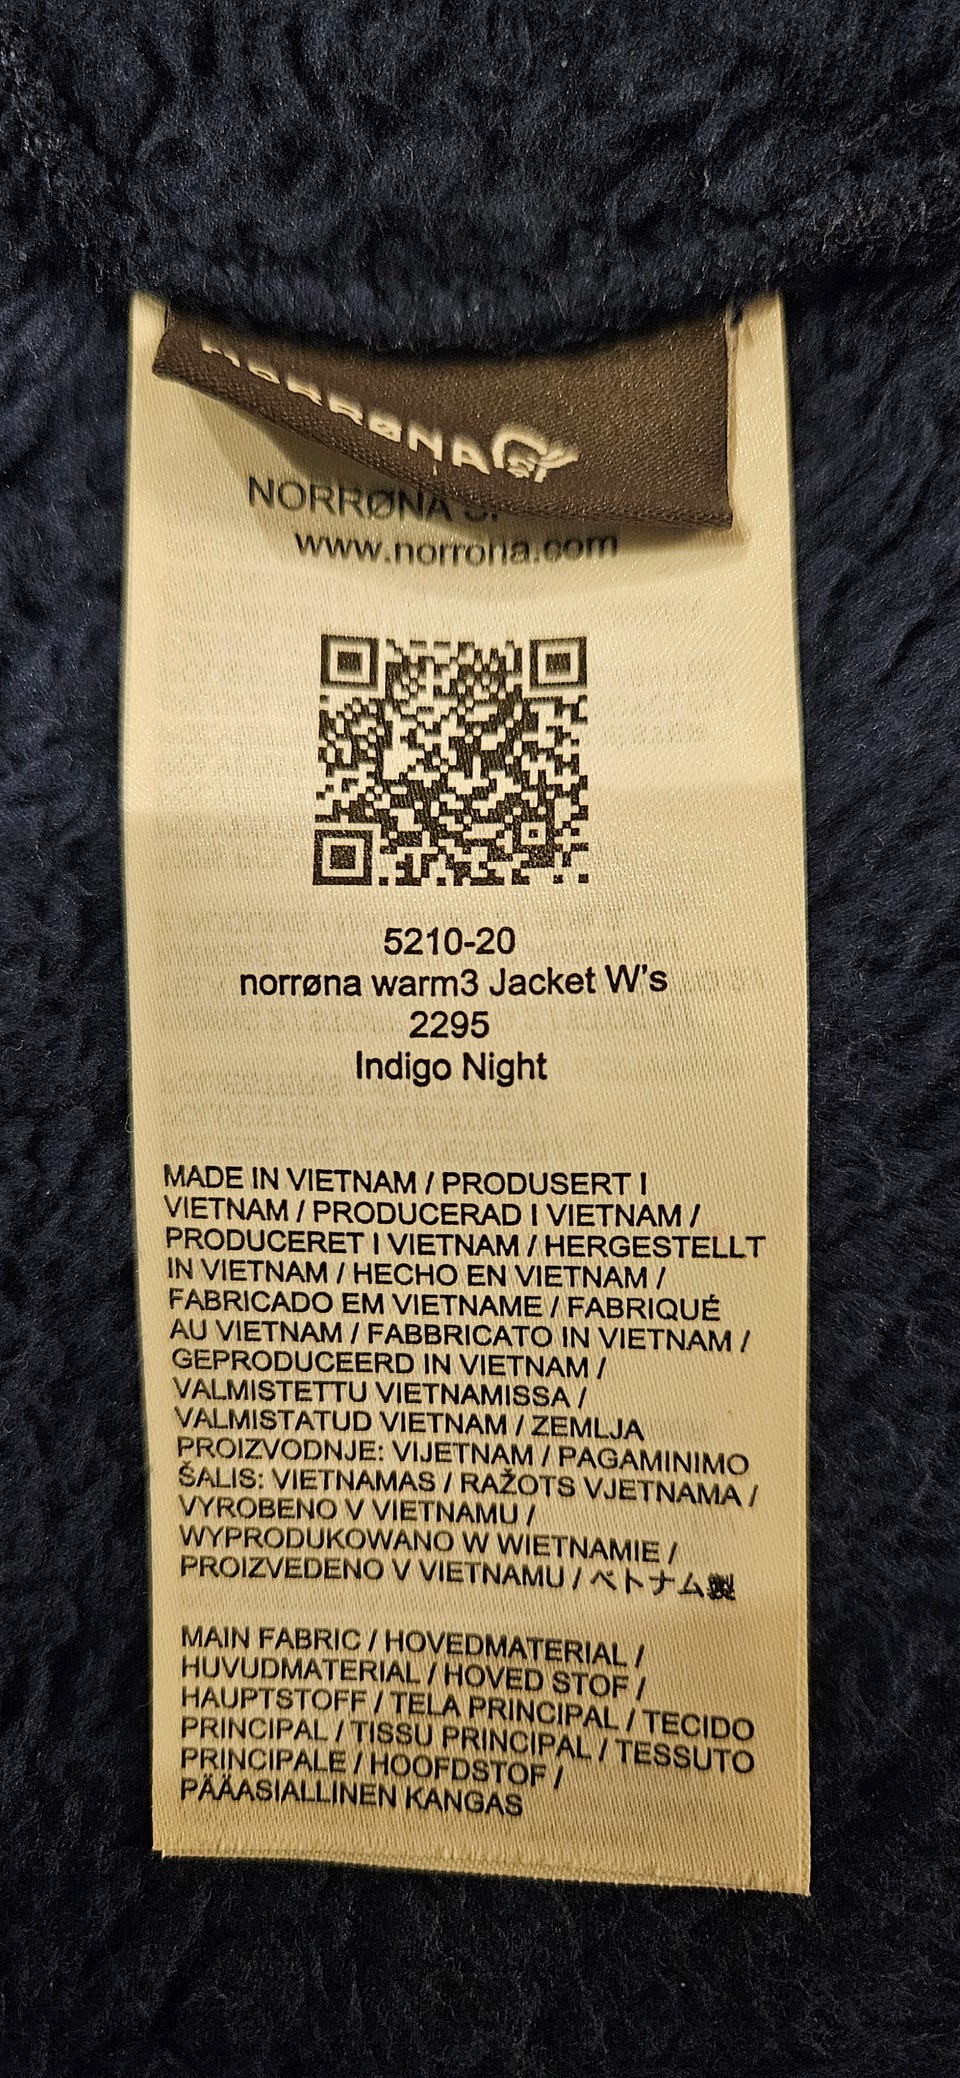 NORRØNA
NORRØNA
www.norrona.com
5210-20
norrøna warm3 Jacket W's
2295
Indigo Night
MADE IN VIETNAM / PRODUSERT I
VIETNAM / PRODUCERAD I VIETNAM /
PRODUCERET I VIETNAM / HERGESTELLT
IN VIETNAM / HECHO EN VIETNAM /
FABRICADO EM VIETNAME / FABRIQUÉ
AU VIETNAM / FABBRICATO IN VIETNAM /
GEPRODUCEERD IN VIETNAM /
VALMISTETTU VIETNAMISSA /
VALMISTATUD VIETNAM / ZEMLJA
PROIZVODNJE: VIJETNAM / PAGAMINIMO
ŠALIS: VIETNAMAS / RAŽOTS VJETNAMA /
VYROBENO V VIETNAMU /
WYPRODUKOWANO W WIETNAMIE /
PROIZVEDENO V VIETNAMU / ベトナム製
MAIN FABRIC / HOVEDMATERIAL /
HUVUDMATERIAL / HOVED STOF /
HAUPTSTOFF / TELA PRINCIPAL / TECIDO
PRINCIPAL / TISSU PRINCIPAL / TESSUTO
PRINCIPALE / HOOFDSTOF /
PÄÄASIALLINEN KANGAS